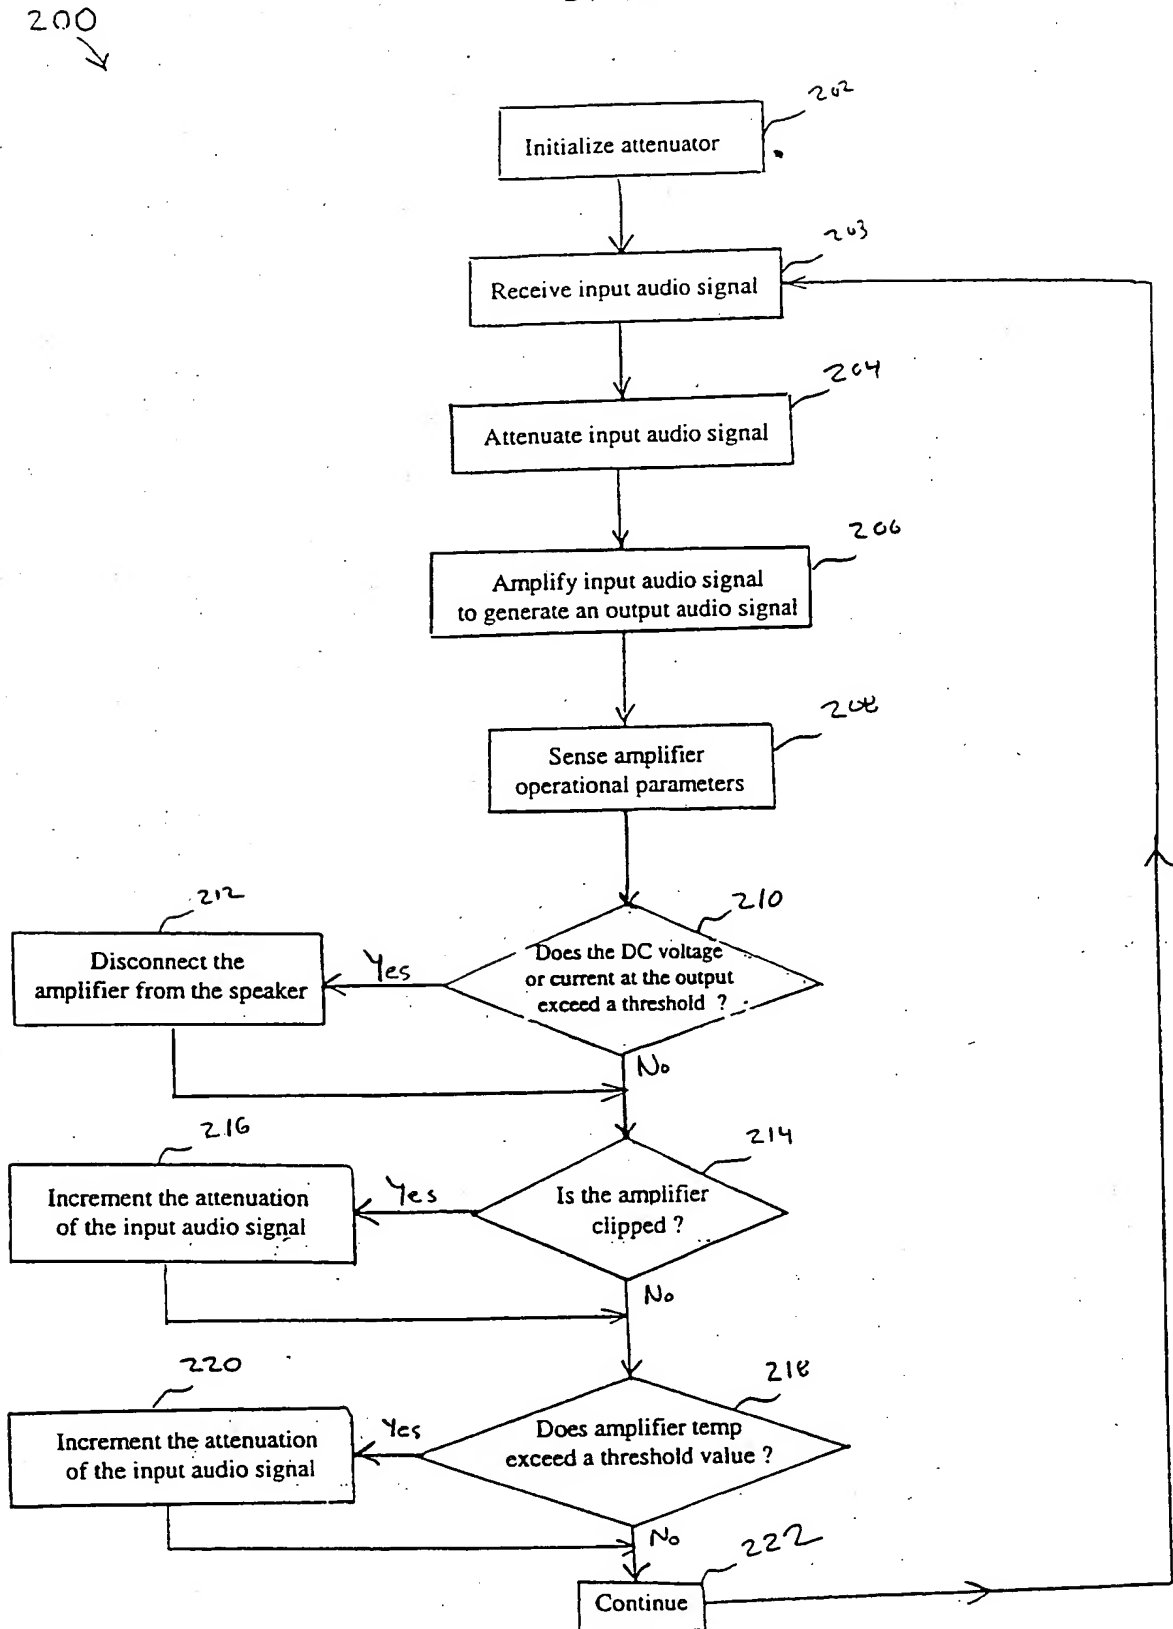 200
202
Initialize attenuator
203
Receive input audio signal
204
Attenuate input audio signal
206
Amplify input audio signal
to generate an output audio signal
208
Sense amplifier
operational parameters
212
210
Disconnect the
amplifier from the speaker
Yes
Does the DC voltage
or current at the output
exceed a threshold ?
No
216
214
Increment the attenuation
of the input audio signal
Yes
Is the amplifier
clipped ?
No
220
218
Increment the attenuation
of the input audio signal
Yes
Does amplifier temp
exceed a threshold value ?
No
222
Continue